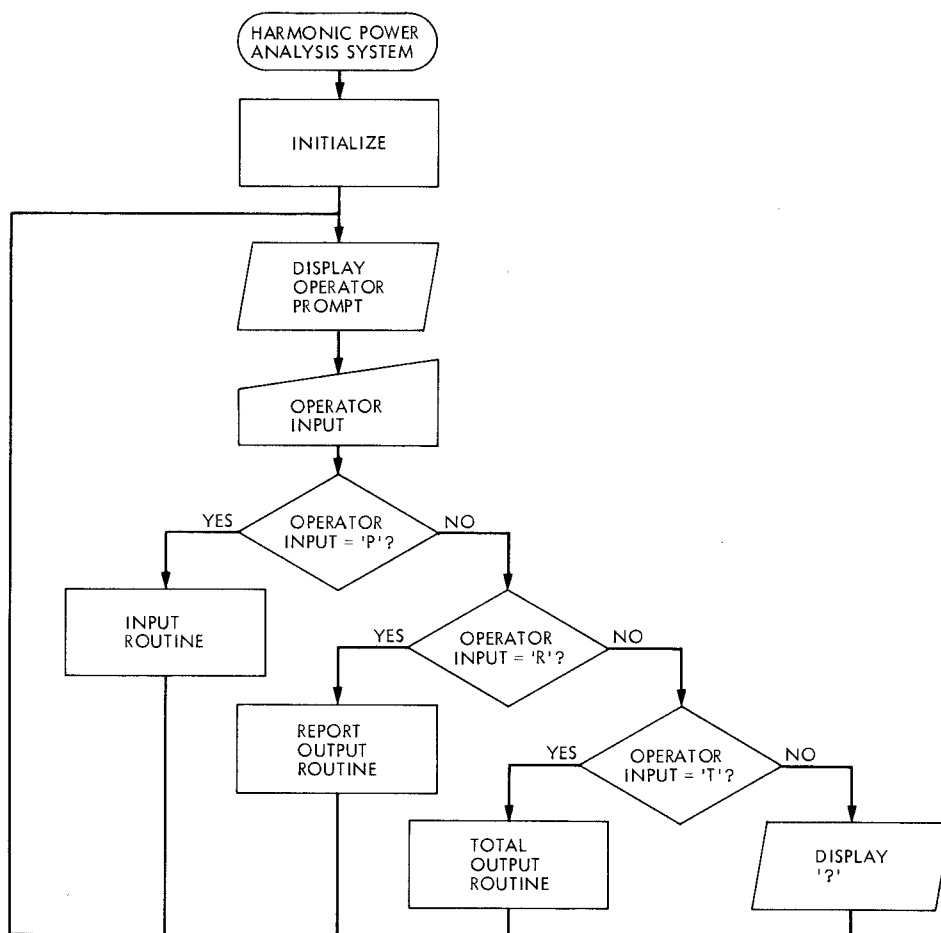 HARMONIC POWER
ANALYSIS SYSTEM
INITIALIZE
DISPLAY
OPERATOR
PROMPT
OPERATOR
INPUT
OPERATOR
INPUT = 'P'?
YES
NO
INPUT
ROUTINE
OPERATOR
INPUT = 'R'?
YES
NO
REPORT
OUTPUT
ROUTINE
OPERATOR
INPUT = 'T'?
YES
NO
TOTAL
OUTPUT
ROUTINE
DISPLAY
'?'